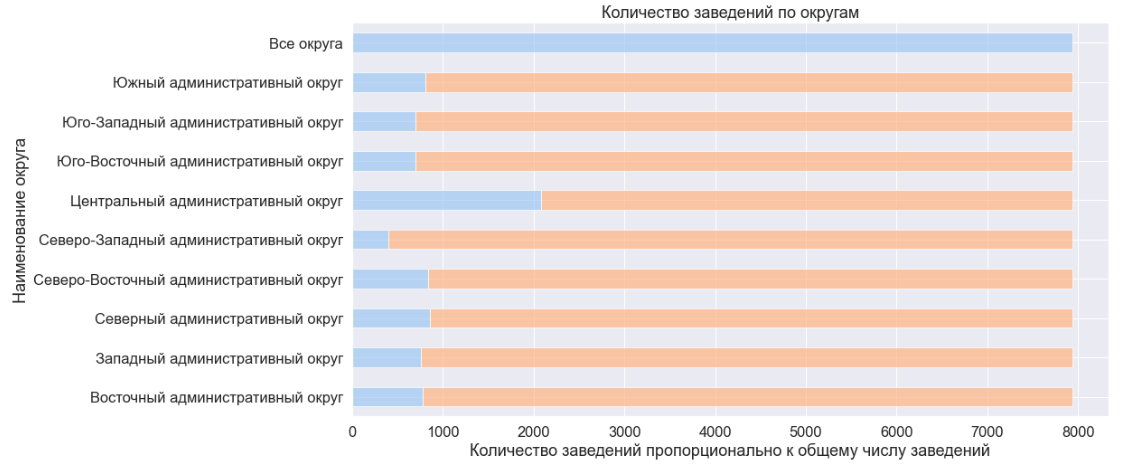 Количество заведений по округам
Наименование округа
Все округа
Южный административный округ
Юго-Западный административный округ
Юго-Восточный административный округ
Центральный административный округ
Северо-Западный административный округ
Северо-Восточный административный округ
Северный административный округ
Западный административный округ
Восточный административный округ
0 1000 2000 3000 4000 5000 6000 7000 8000
Количество заведений пропорционально к общему числу заведений